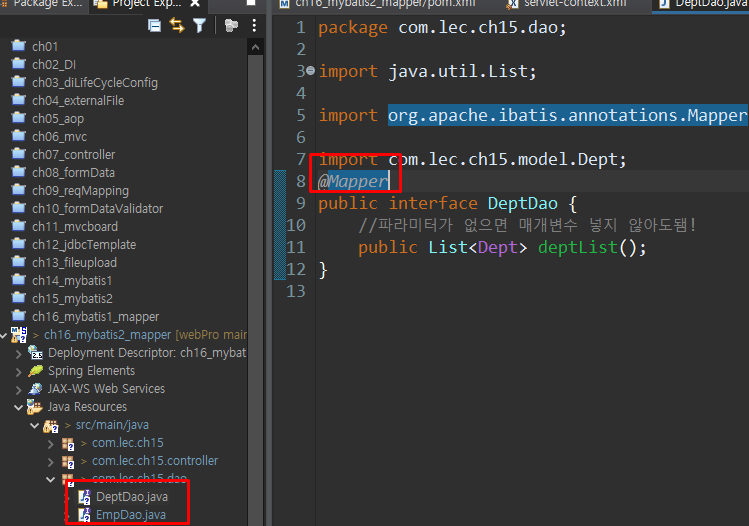 Package Ex...
Project Exp...
ch01
ch02_DI
ch03_diLifeCycleConfig
ch04_externalFile
ch05_aop
ch06_mvc
ch07_controller
ch08_formData
ch09_reqMapping
ch10_formDataValidator
ch11_mvcboard
ch12_jdbcTemplate
ch13_fileupload
ch14_mybatis1
ch15_mybatis2
ch16_mybatis1_mapper
> ch16_mybatis2_mapper [webPro main
Deployment Descriptor: ch16_mybat
Spring Elements
JAX-WS Web Services
Java Resources
> src/main/java
> com.lec.ch15
> com.lec.ch15.controller
> com.lec.ch15.dao
DeptDao.java
EmpDao.java
ch16_mybatis2_mapper/pom.xml
servlet-context.xml
DeptDao.java
1 package com.lec.ch15.dao;
2
3 import java.util.List;
4
5 import org.apache.ibatis.annotations.Mapper
6
7 import com.lec.ch15.model.Dept;
8 @Mapper
9 public interface DeptDao {
10 //파라미터가 없으면 매개변수 넣지 않아도됌!
11 public List<Dept> deptList();
12 }
13